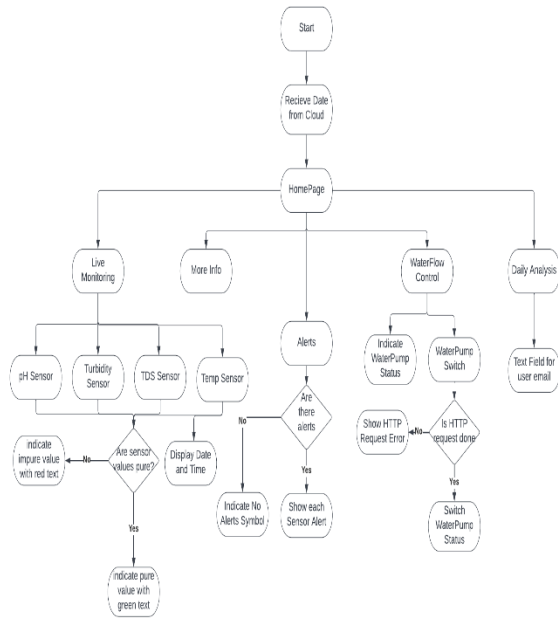 Start
Recieve Date
from Cloud
HomePage
Live
Monitoring
More Info
WaterFlow
Control
Daily Analysis
pH Sensor
Turbidity
Sensor
TDS Sensor
Temp Sensor
Alerts
Indicate
WaterPump
Status
WaterPump
Switch
Text Field for
user email
Are
there
alerts
Indicate
impure value
with red text
No
Are sensor
values pure?
Display Date
and Time
No
Show HTTP
Request Error
No
Is HTTP
request done
Yes
Yes
Yes
Indicate No
Alerts Symbol
Show each
Sensor Alert
Switch
WaterPump
Status
Indicate pure
value with
green text